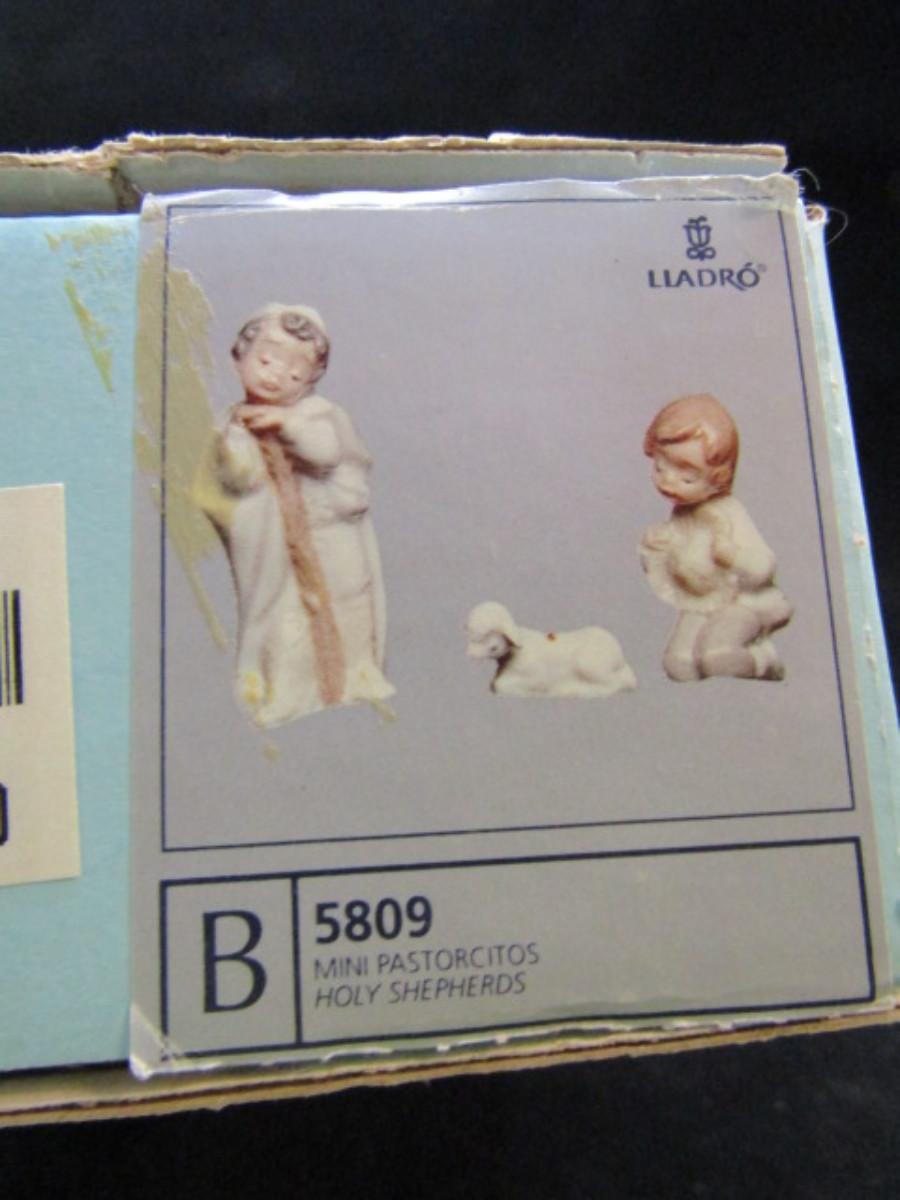 LLADRÓ®
B
5809
MINI PASTORCITOS
HOLY SHEPHERDS